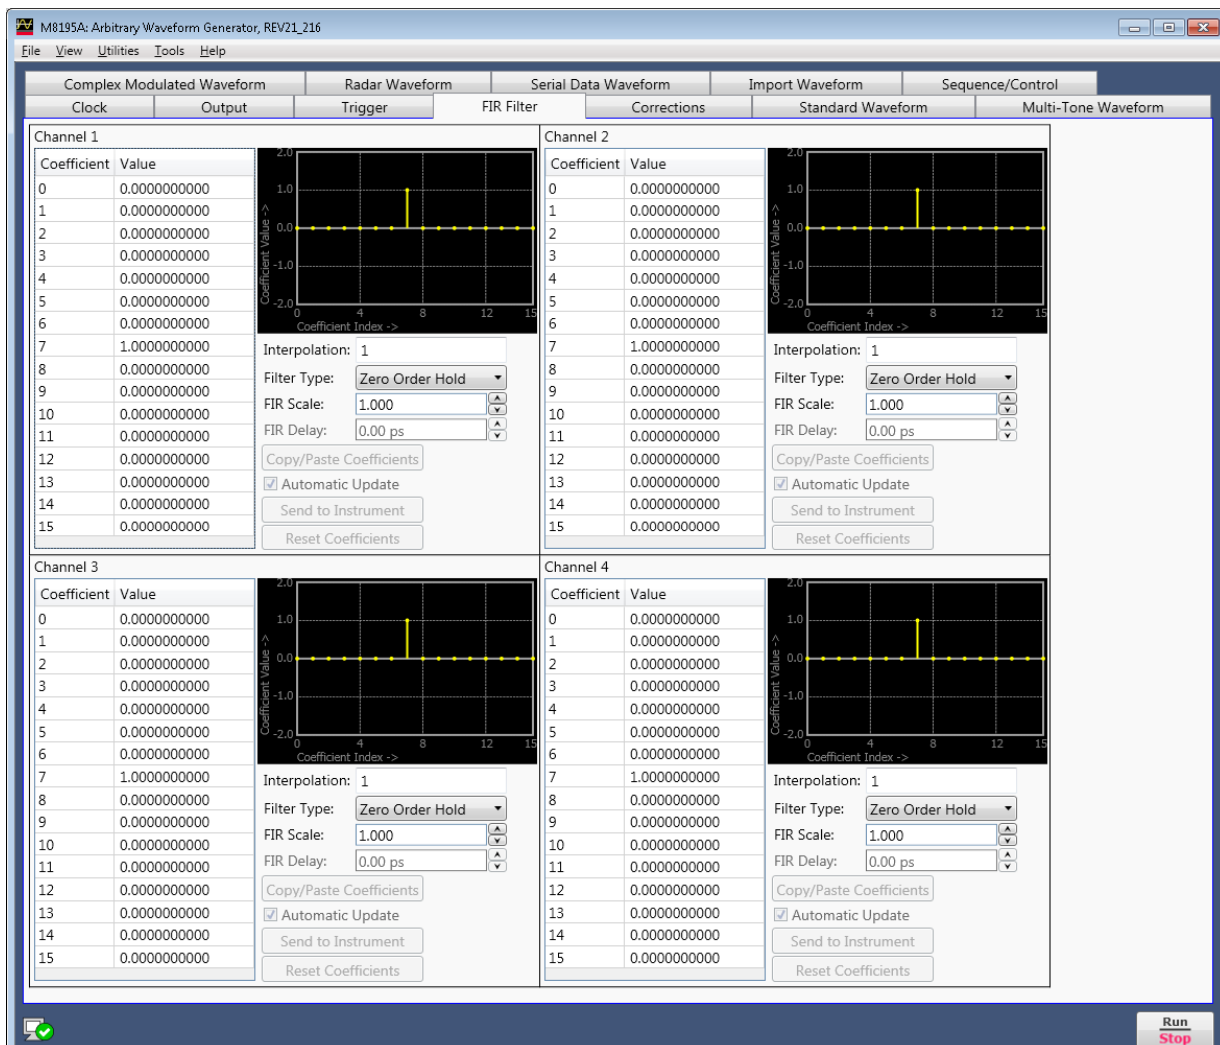 M8195A: Arbitrary Waveform Generator, REV21_216
File View Utilities Tools Help
Complex Modulated Waveform Radar Waveform Serial Data Waveform Import Waveform Sequence/Control
Clock Output Trigger FIR Filter Corrections Standard Waveform Multi-Tone Waveform
Channel 1
Coefficient Value
0 0.0000000000
1 0.0000000000
2 0.0000000000
3 0.0000000000
4 0.0000000000
5 0.0000000000
6 0.0000000000
7 1.0000000000
8 0.0000000000
9 0.0000000000
10 0.0000000000
11 0.0000000000
12 0.0000000000
13 0.0000000000
14 0.0000000000
15 0.0000000000
Coefficient Value ->
2.0
1.0
0.0
-1.0
-2.0
0 4 8 12 15
Coefficient Index ->
Interpolation: 1
Filter Type: Zero Order Hold
FIR Scale: 1.000
FIR Delay: 0.00 ps
Copy/Paste Coefficients
Automatic Update
Send to Instrument
Reset Coefficients
Channel 2
Coefficient Value
0 0.0000000000
1 0.0000000000
2 0.0000000000
3 0.0000000000
4 0.0000000000
5 0.0000000000
6 0.0000000000
7 1.0000000000
8 0.0000000000
9 0.0000000000
10 0.0000000000
11 0.0000000000
12 0.0000000000
13 0.0000000000
14 0.0000000000
15 0.0000000000
Coefficient Value ->
2.0
1.0
0.0
-1.0
-2.0
0 4 8 12 15
Coefficient Index ->
Interpolation: 1
Filter Type: Zero Order Hold
FIR Scale: 1.000
FIR Delay: 0.00 ps
Copy/Paste Coefficients
Automatic Update
Send to Instrument
Reset Coefficients
Channel 3
Coefficient Value
0 0.0000000000
1 0.0000000000
2 0.0000000000
3 0.0000000000
4 0.0000000000
5 0.0000000000
6 0.0000000000
7 1.0000000000
8 0.0000000000
9 0.0000000000
10 0.0000000000
11 0.0000000000
12 0.0000000000
13 0.0000000000
14 0.0000000000
15 0.0000000000
Coefficient Value ->
2.0
1.0
0.0
-1.0
-2.0
0 4 8 12 15
Coefficient Index ->
Interpolation: 1
Filter Type: Zero Order Hold
FIR Scale: 1.000
FIR Delay: 0.00 ps
Copy/Paste Coefficients
Automatic Update
Send to Instrument
Reset Coefficients
Channel 4
Coefficient Value
0 0.0000000000
1 0.0000000000
2 0.0000000000
3 0.0000000000
4 0.0000000000
5 0.0000000000
6 0.0000000000
7 1.0000000000
8 0.0000000000
9 0.0000000000
10 0.0000000000
11 0.0000000000
12 0.0000000000
13 0.0000000000
14 0.0000000000
15 0.0000000000
Coefficient Value ->
2.0
1.0
0.0
-1.0
-2.0
0 4 8 12 15
Coefficient Index ->
Interpolation: 1
Filter Type: Zero Order Hold
FIR Scale: 1.000
FIR Delay: 0.00 ps
Copy/Paste Coefficients
Automatic Update
Send to Instrument
Reset Coefficients
Run
Stop